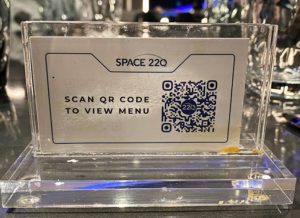 SPACE 220
SCAN QR CODE
TO VIEW MENU
220